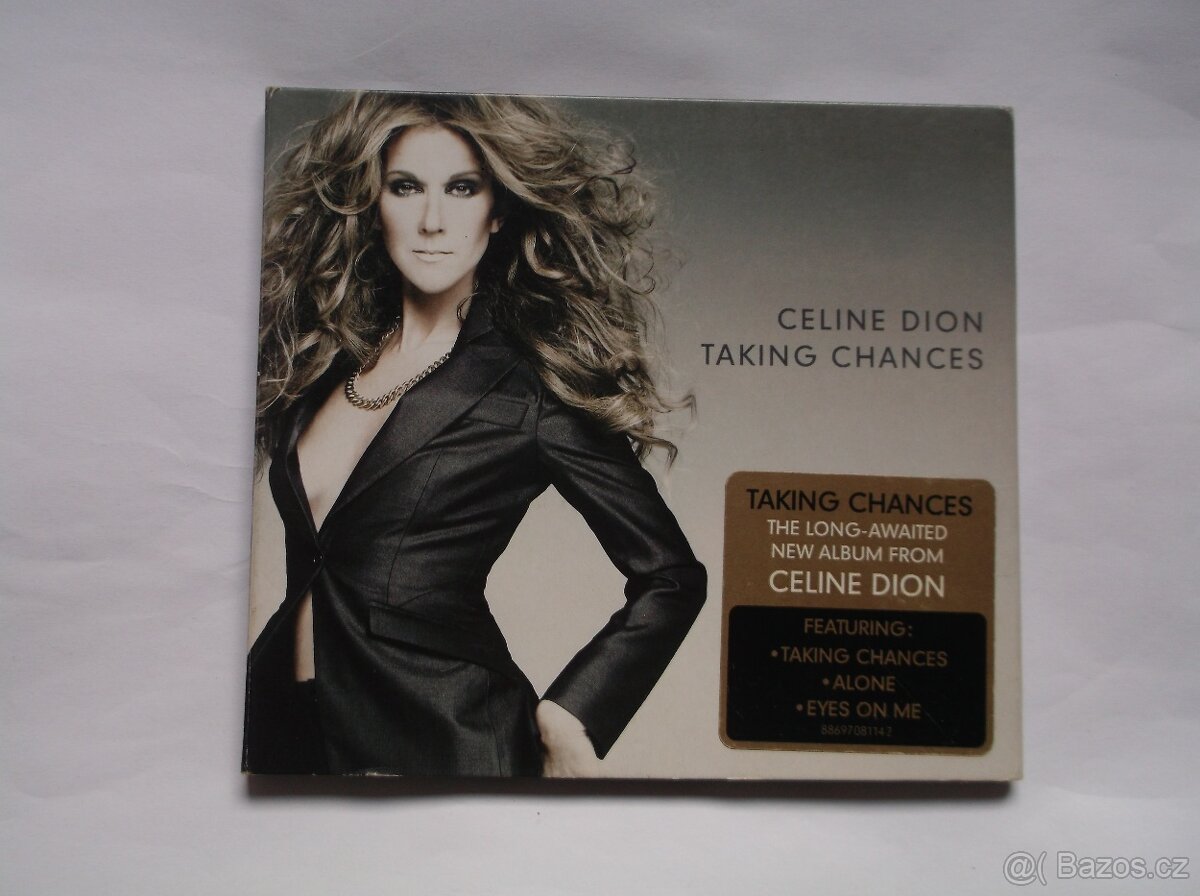 CELINE DION
TAKING CHANCES
TAKING CHANCES
THE LONG-AWAITED
NEW ALBUM FROM
CELINE DION
FEATURING:
•TAKING CHANCES
•ALONE
•EYES ON ME
88697081142
@( Bazos.cz